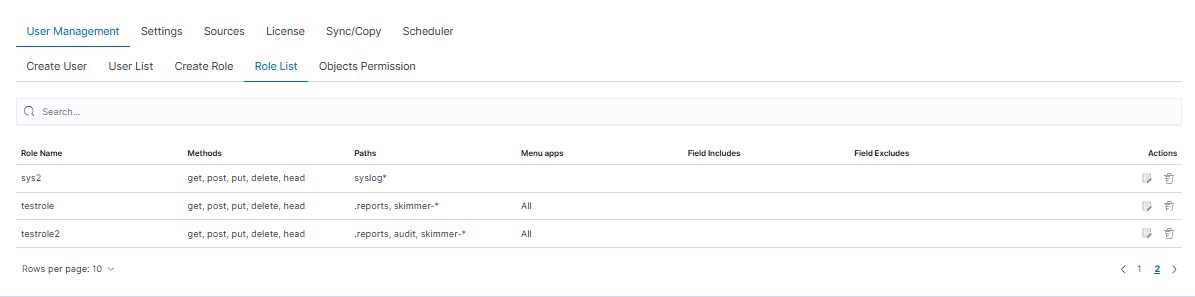 User Management Settings Sources License Sync/Copy Scheduler
Create User User List Create Role Role List Objects Permission
Search...
Role Name Methods Paths Menu apps Field Includes Field Excludes Actions
sys2 get, post, put, delete, head syslog*
testrole get, post, put, delete, head .reports, skimmer-* All
testrole2 get, post, put, delete, head .reports, audit, skimmer-* All
Rows per page: 10 1 2